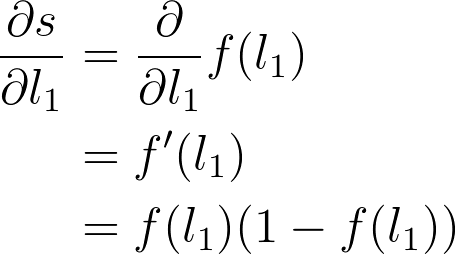 ∂s/∂l₁ = ∂/∂l₁ f(l₁)
= f′(l₁)
= f(l₁)(1 − f(l₁))